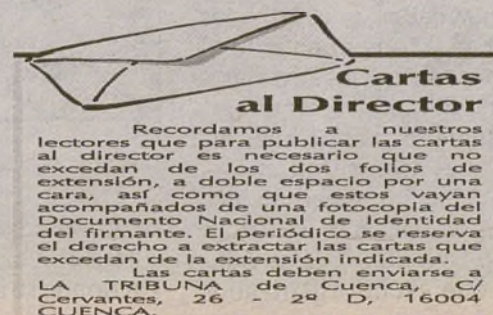 Cartas
al Director
Recordamos a nuestros
lectores que para publicar las cartas
al director es necesario que no
excedan de los dos folios de
extensión, a doble espacio por una
cara, así como que estos vayan
acompañados de una fotocopia del
Documento Nacional de Identidad
del firmante. El periódico se reserva
el derecho a extractar las cartas que
excedan de la extensión indicada.
Las cartas deben enviarse a
LA TRIBUNA de Cuenca, C/
Cervantes, 26 - 2º D, 16004
CUENCA.